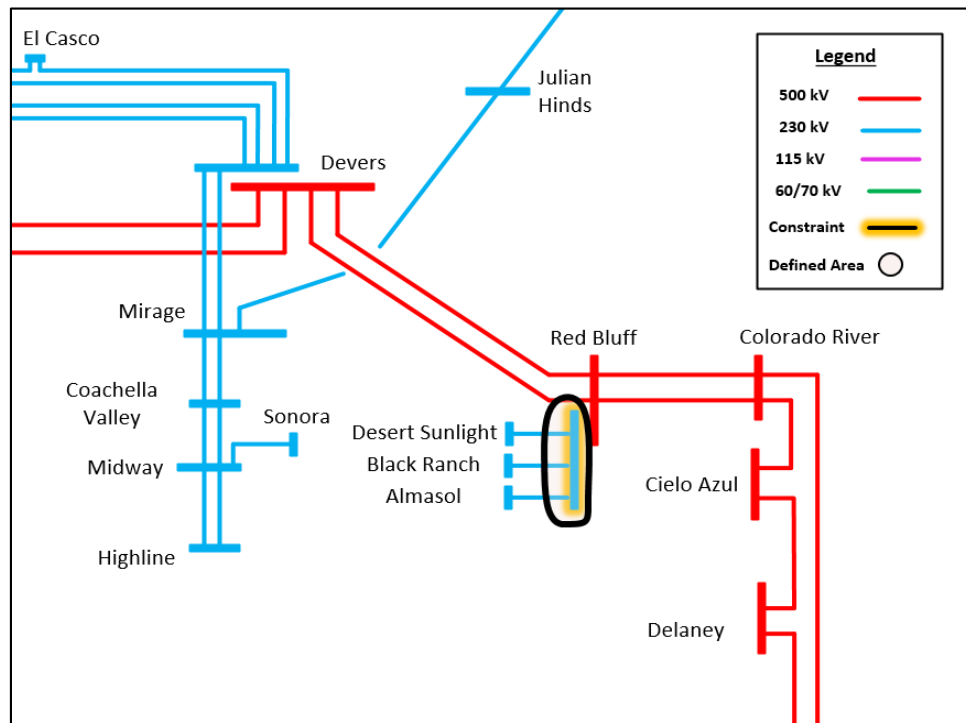 El Casco
Julian
Hinds
Legend
500 kV
230 kV
115 kV
60/70 kV
Constraint
Defined Area
Devers
Mirage
Red Bluff
Colorado River
Coachella
Valley
Sonora
Desert Sunlight
Midway
Black Ranch
Cielo Azul
Almasol
Highline
Delaney